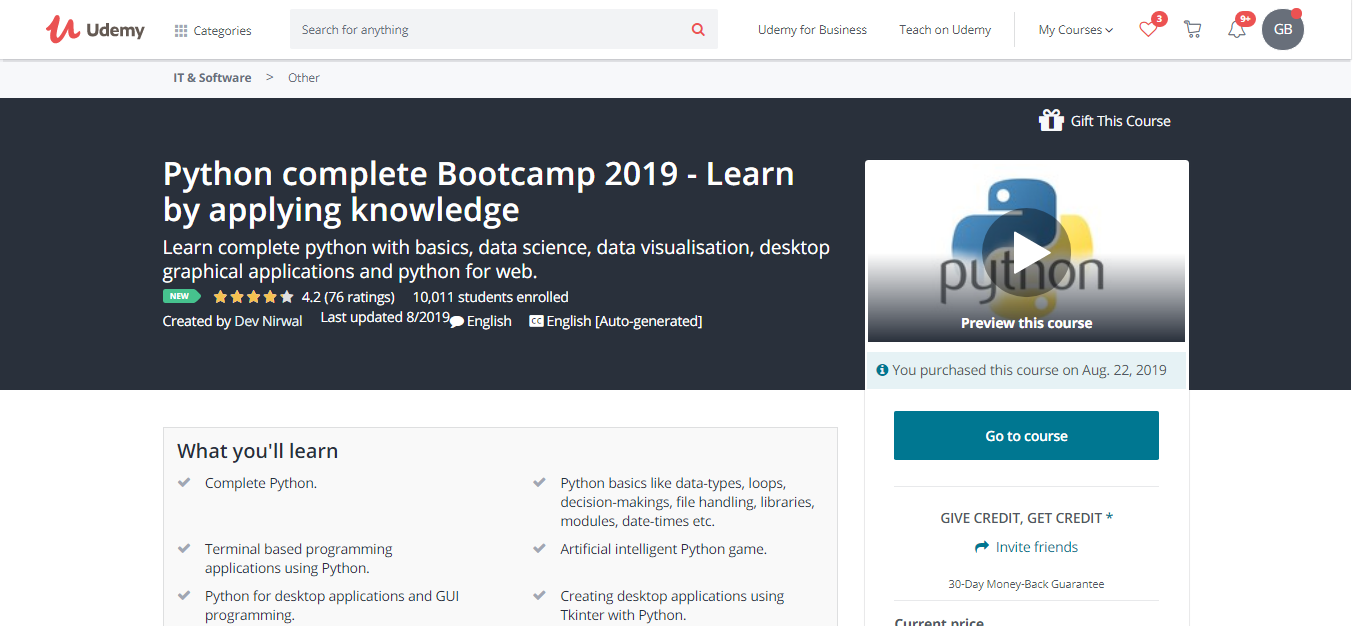 Udemy
Categories
Search for anything
Udemy for Business
Teach on Udemy
My Courses
3
9+
GB
IT & Software > Other
Gift This Course
Python complete Bootcamp 2019 - Learn
by applying knowledge
Learn complete python with basics, data science, data visualisation, desktop
graphical applications and python for web.
NEW 4.2 (76 ratings) 10,011 students enrolled
Created by Dev Nirwal Last updated 8/2019 English CC English [Auto-generated]
python
Preview this course
You purchased this course on Aug. 22, 2019
Go to course
GIVE CREDIT, GET CREDIT *
Invite friends
30-Day Money-Back Guarantee
Current price
What you'll learn
Complete Python.
Python basics like data-types, loops,
decision-makings, file handling, libraries,
modules, date-times etc.
Terminal based programming
applications using Python.
Artificial intelligent Python game.
Python for desktop applications and GUI
programming.
Creating desktop applications using
Tkinter with Python.